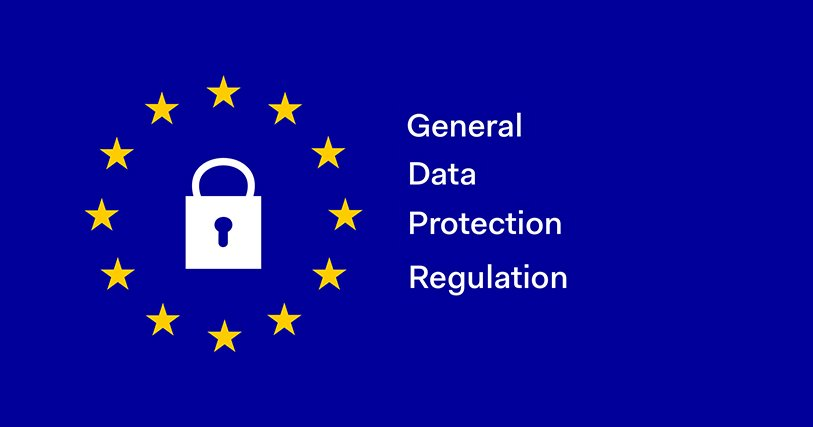 General
Data
Protection
Regulation